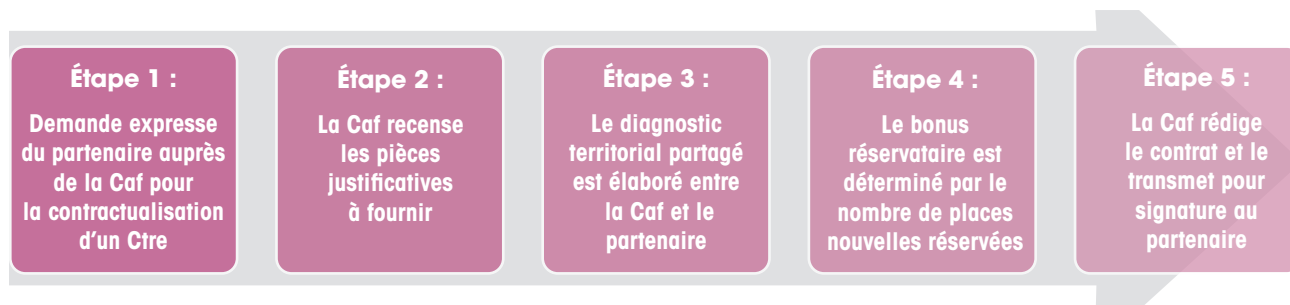 Étape 1 :
Demande expresse
du partenaire auprès
de la Caf pour
la contractualisation
d'un Ctre
Étape 2 :
La Caf recense
les pièces
justificatives
à fournir
Étape 3 :
Le diagnostic
territorial partagé
est élaboré entre
la Caf et le
partenaire
Étape 4 :
Le bonus
réservataire est
déterminé par le
nombre de places
nouvelles réservées
Étape 5 :
La Caf rédige
le contrat et le
transmet pour
signature au
partenaire